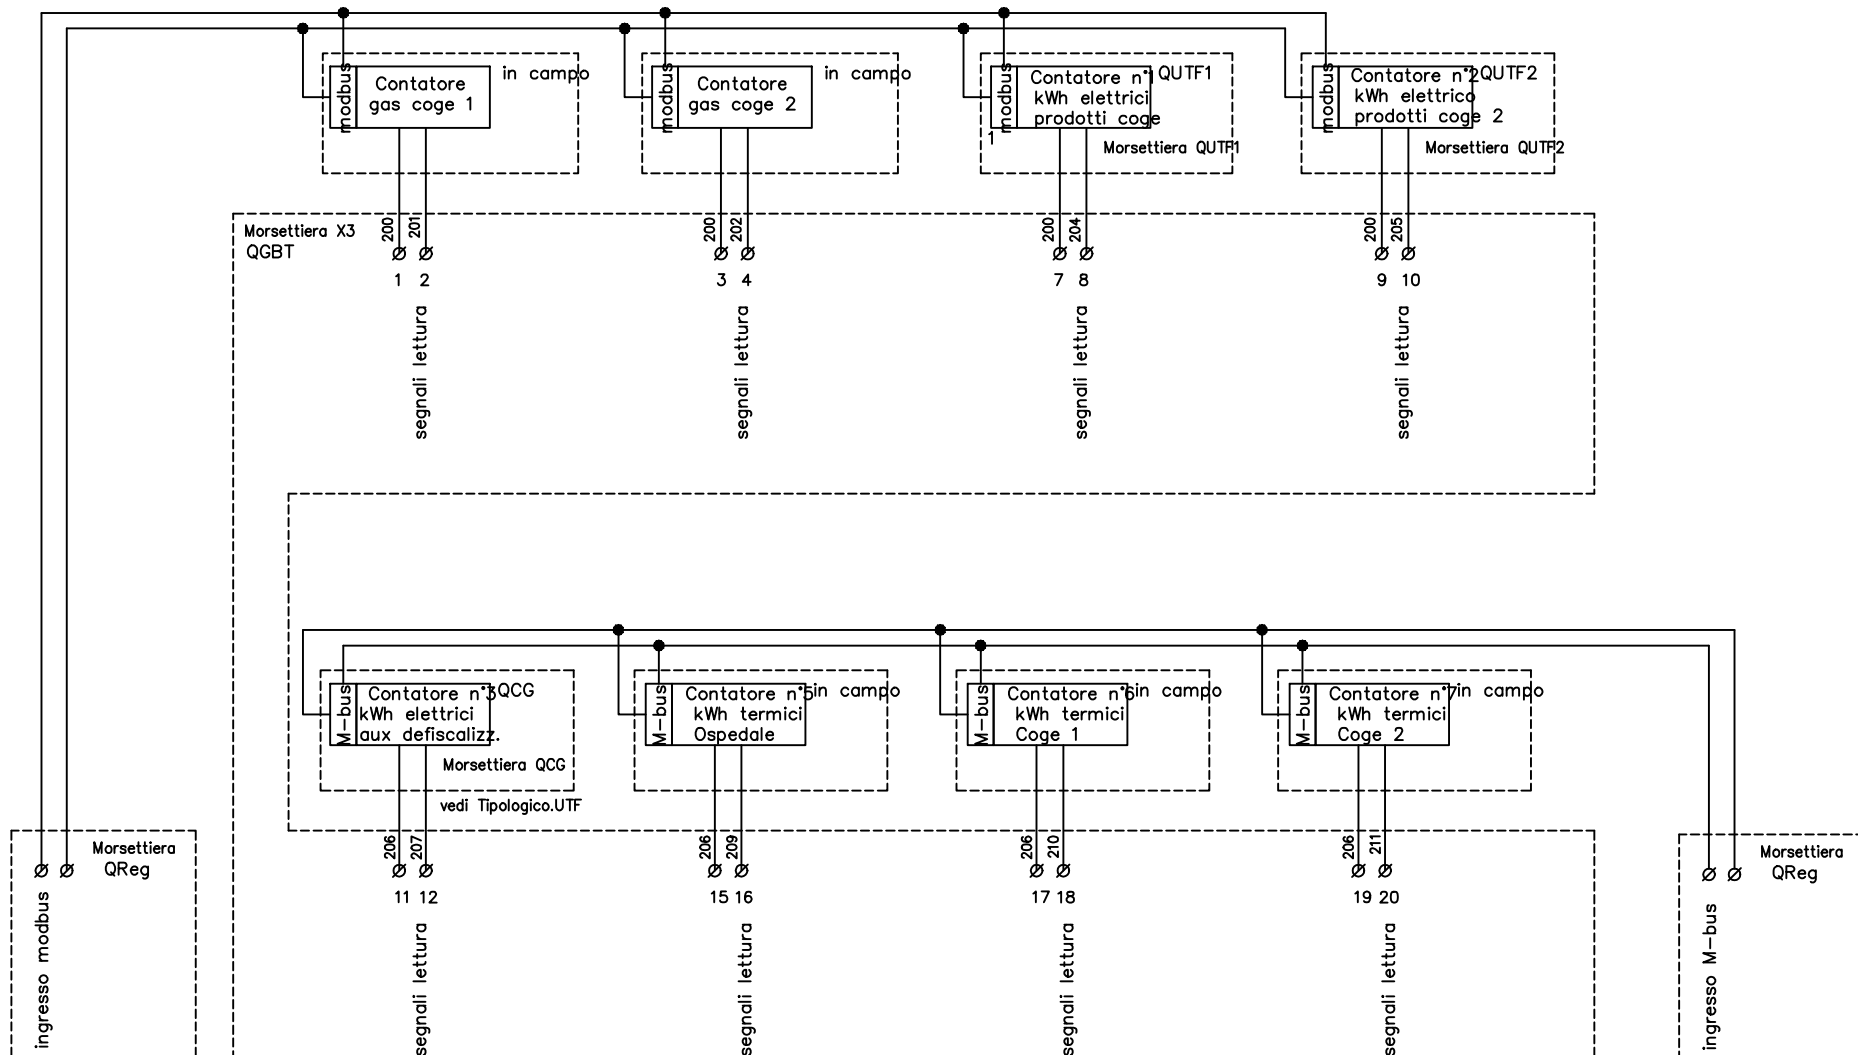 modbus
Contatore
gas coge 1
in campo
modbus
Contatore
gas coge 2
in campo
modbus
Contatore n°1
kWh elettrici
prodotti coge
1
QUTF1
Morsettiera QUTF1
modbus
Contatore n°2
kWh elettrico
prodotti coge 2
QUTF2
Morsettiera QUTF2
Morsettiera X3
QGBT
200
201
200
202
200
204
200
205
1
2
3
4
7
8
9
10
segnali lettura
segnali lettura
segnali lettura
segnali lettura
M-bus
Contatore n°3
kWh elettrici
aux defiscalizz.
QCG
Morsettiera QCG
vedi Tipologico.UTF
M-bus
Contatore n°5
kWh termici
Ospedale
in campo
M-bus
Contatore n°6
kWh termici
Coge 1
in campo
M-bus
Contatore n°7
kWh termici
Coge 2
in campo
206
207
206
209
206
210
206
211
11
12
15
16
17
18
19
20
segnali lettura
segnali lettura
segnali lettura
segnali lettura
Morsettiera
QReg
ingresso modbus
Morsettiera
QReg
ingresso M-bus